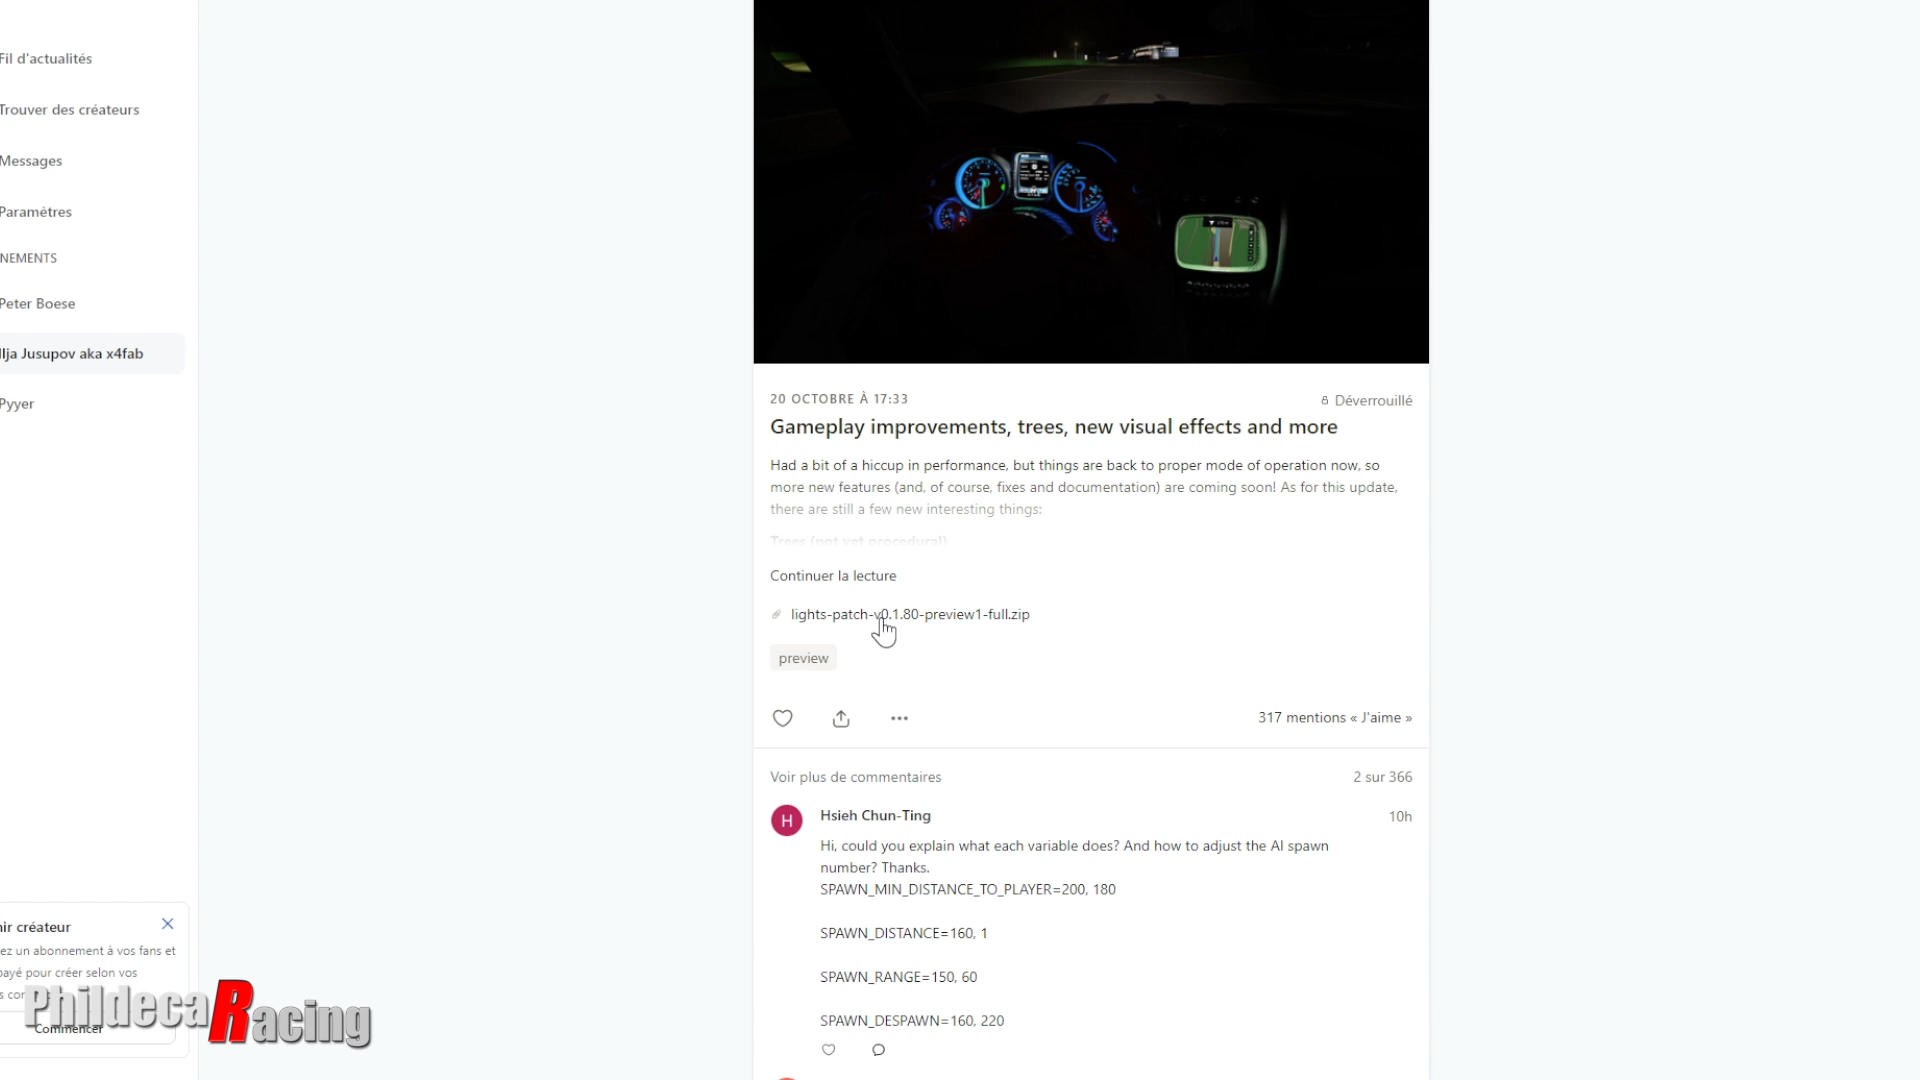 Fil d'actualités
Trouver des créateurs
Messages
Paramètres
NEMENTS
Peter Boese
Ilja Jusupov aka x4fab
Pyyer
ir créateur
ez un abonnement à vos fans et
payé pour créer selon vos
Commencer
PhildecaRacing
20 OCTOBRE À 17:33
Déverrouillé
Gameplay improvements, trees, new visual effects and more
Had a bit of a hiccup in performance, but things are back to proper mode of operation now, so
more new features (and, of course, fixes and documentation) are coming soon! As for this update,
there are still a few new interesting things:
Trees (not yet procedural)
Continuer la lecture
lights-patch-v0.1.80-preview1-full.zip
preview
317 mentions « J'aime »
Voir plus de commentaires
2 sur 366
H
Hsieh Chun-Ting
10h
Hi, could you explain what each variable does? And how to adjust the AI spawn
number? Thanks.
SPAWN_MIN_DISTANCE_TO_PLAYER=200, 180
SPAWN_DISTANCE=160, 1
SPAWN_RANGE=150, 60
SPAWN_DESPAWN=160, 220